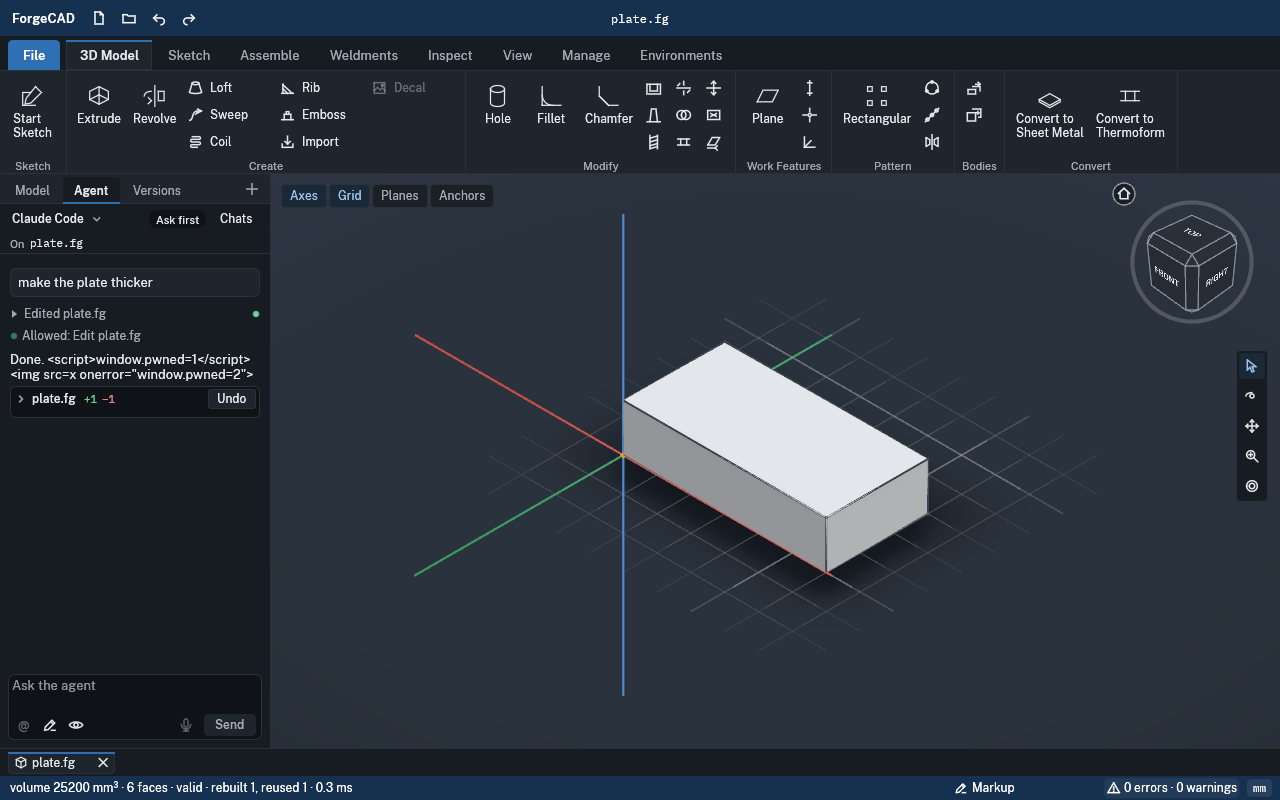 ForgeCAD
plate.fg
File
3D Model
Sketch
Assemble
Weldments
Inspect
View
Manage
Environments
Start
Sketch
Extrude
Revolve
Loft
Sweep
Coil
Rib
Emboss
Import
Decal
Hole
Fillet
Chamfer
Plane
Rectangular
Convert to
Sheet Metal
Convert to
Thermoform
Sketch
Create
Modify
Work Features
Pattern
Bodies
Convert
Model
Agent
Versions
Claude Code
Ask first
Chats
On plate.fg
make the plate thicker
Edited plate.fg
Allowed: Edit plate.fg
Done. <script>window.pwned=1</script>
<img src=x onerror="window.pwned=2">
plate.fg +1 −1
Undo
Ask the agent
@
Send
Axes
Grid
Planes
Anchors
TOP
FRONT
RIGHT
plate.fg
volume 25200 mm³ · 6 faces · valid · rebuilt 1, reused 1 · 0.3 ms
Markup
0 errors · 0 warnings
mm